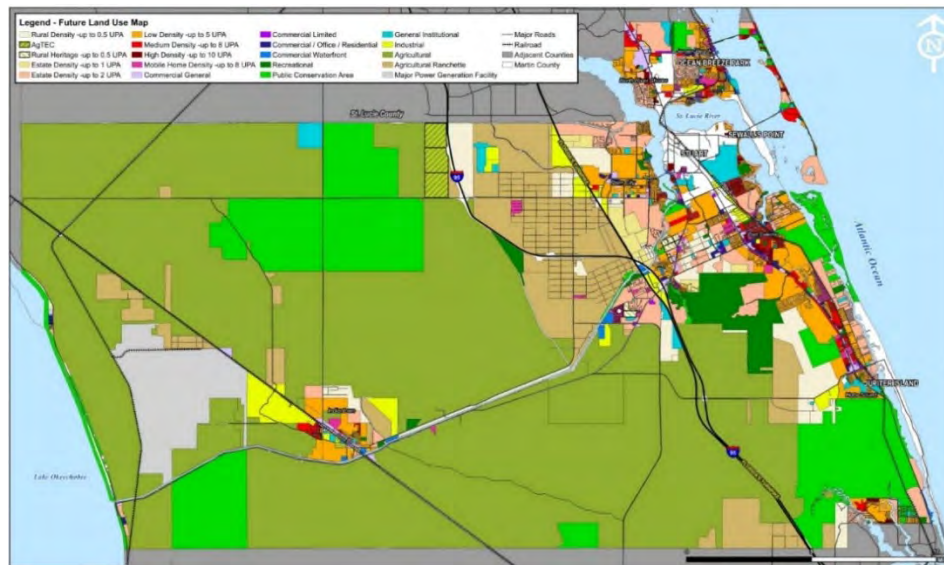 Legend - Future Land Use Map
Rural Density -up to 0.5 UPA
AgTEC
Rural Heritage -up to 0.5 UPA
Estate Density -up to 1 UPA
Estate Density -up to 2 UPA
Low Density -up to 5 UPA
Medium Density -up to 8 UPA
High Density -up to 10 UPA
Mobile Home Density -up to 8 UPA
Commercial General
Commercial Limited
Commercial / Office / Residential
Commercial Waterfront
Recreational
Public Conservation Area
General Institutional
Industrial
Agricultural
Agricultural Ranchette
Major Power Generation Facility
Major Roads
Railroad
Adjacent Counties
Martin County
OCEAN BREEZE PARK
St. Lucie County
St. Lucie River
SEWALL'S POINT
STUART
95
Atlantic Ocean
JUPITER ISLAND
Indiantown
Lake Okeechobee
95